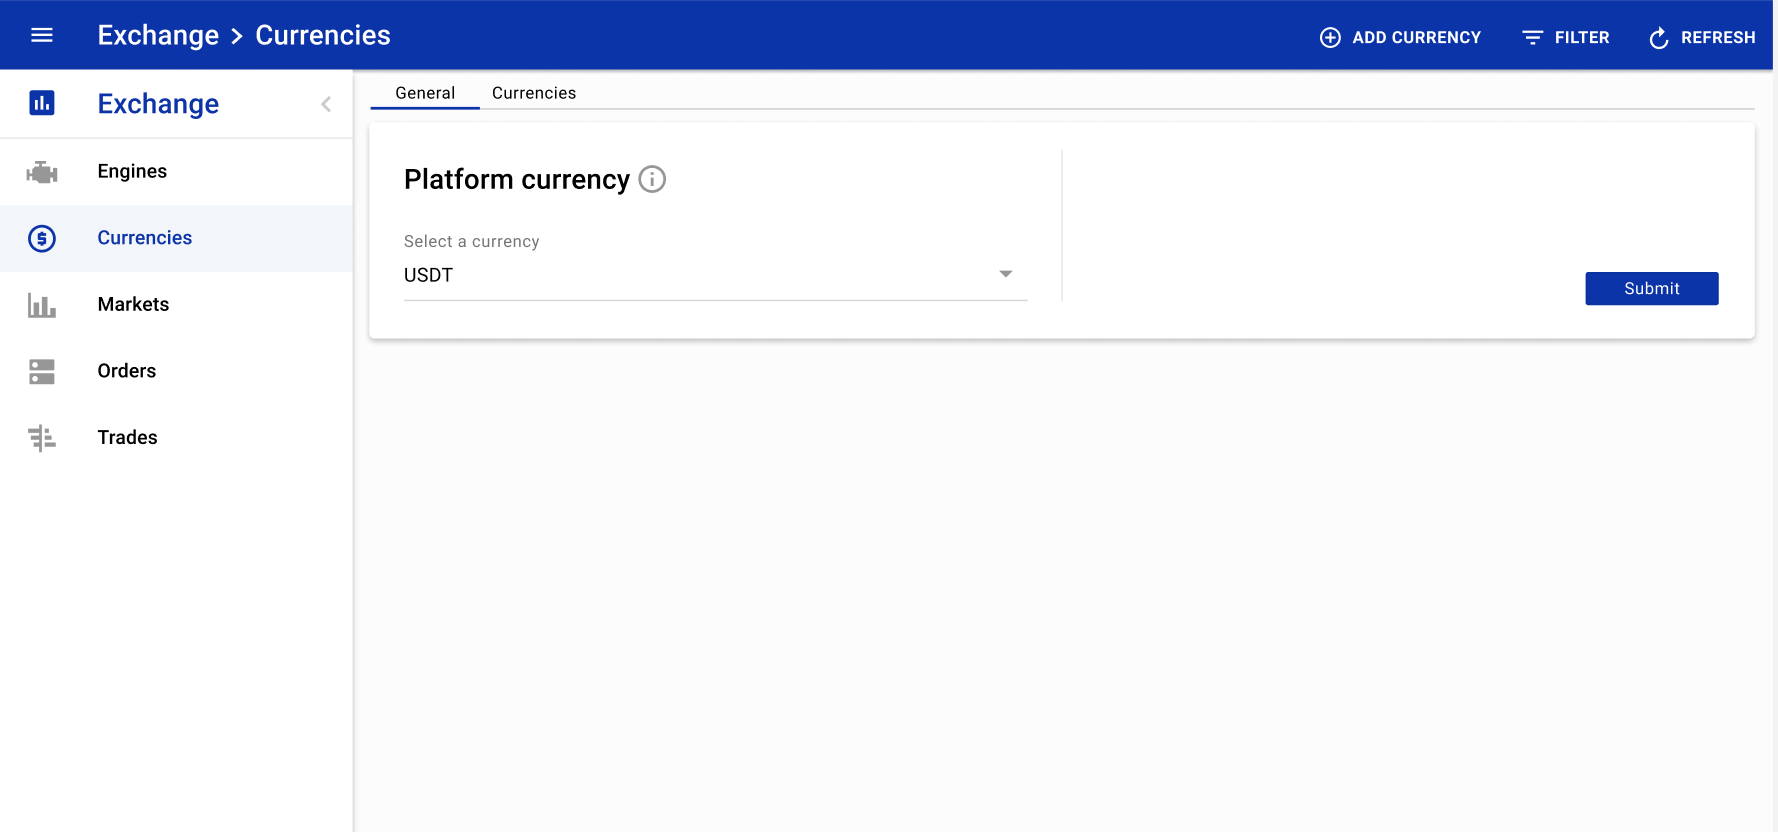 Exchange > Currencies
ADD CURRENCY
FILTER
REFRESH
Exchange
Engines
Currencies
Markets
Orders
Trades
General
Currencies
Platform currency
Select a currency
USDT
Submit